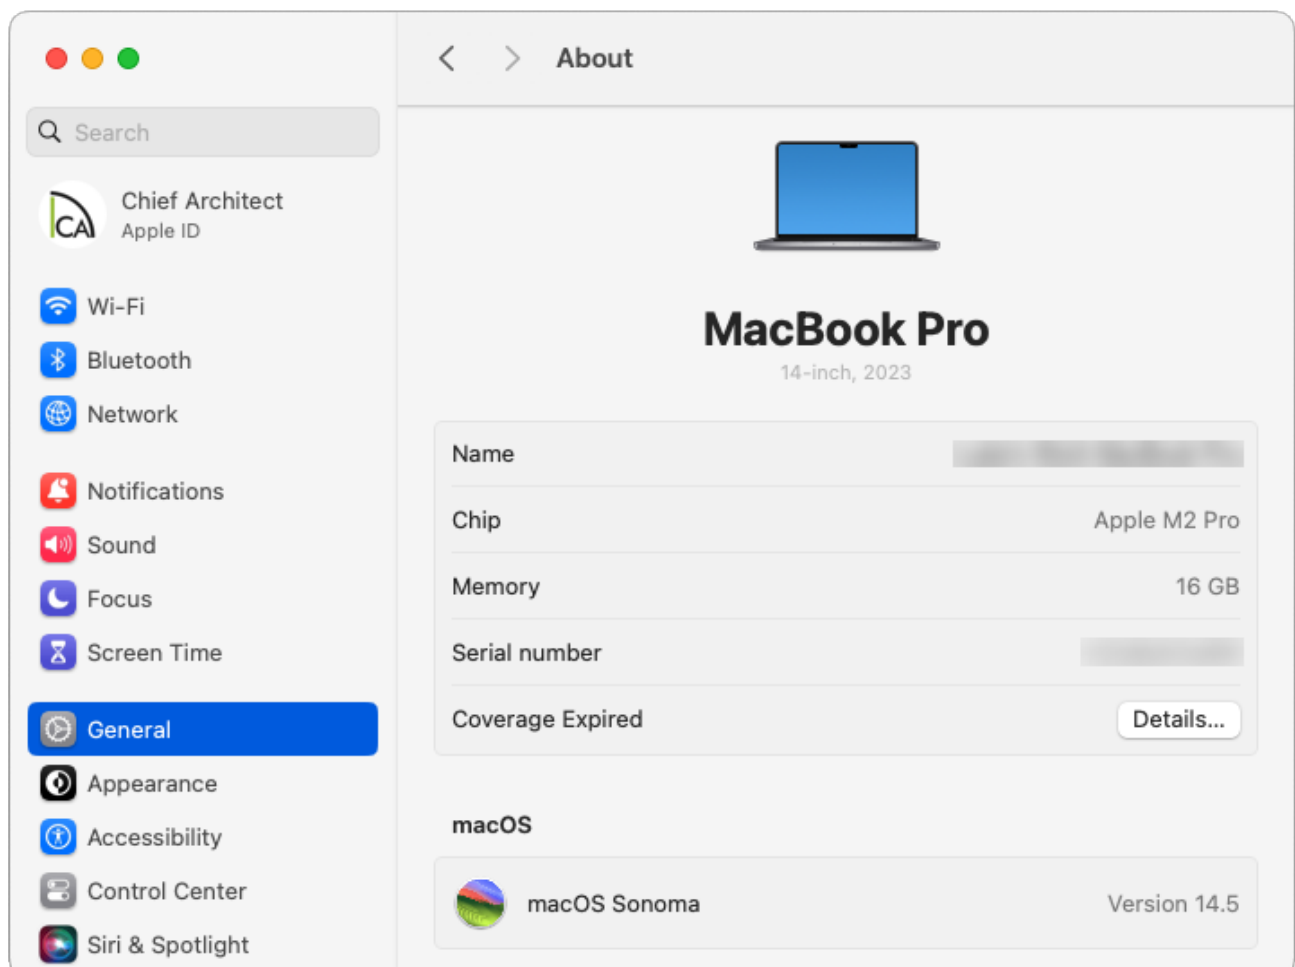 About
Search
CA
Chief Architect
Apple ID
Wi-Fi
Bluetooth
Network
Notifications
Sound
Focus
Screen Time
General
Appearance
Accessibility
Control Center
Siri & Spotlight
MacBook Pro
14-inch, 2023
Name
Chip Apple M2 Pro
Memory 16 GB
Serial number
Coverage Expired Details...
macOS
macOS Sonoma Version 14.5